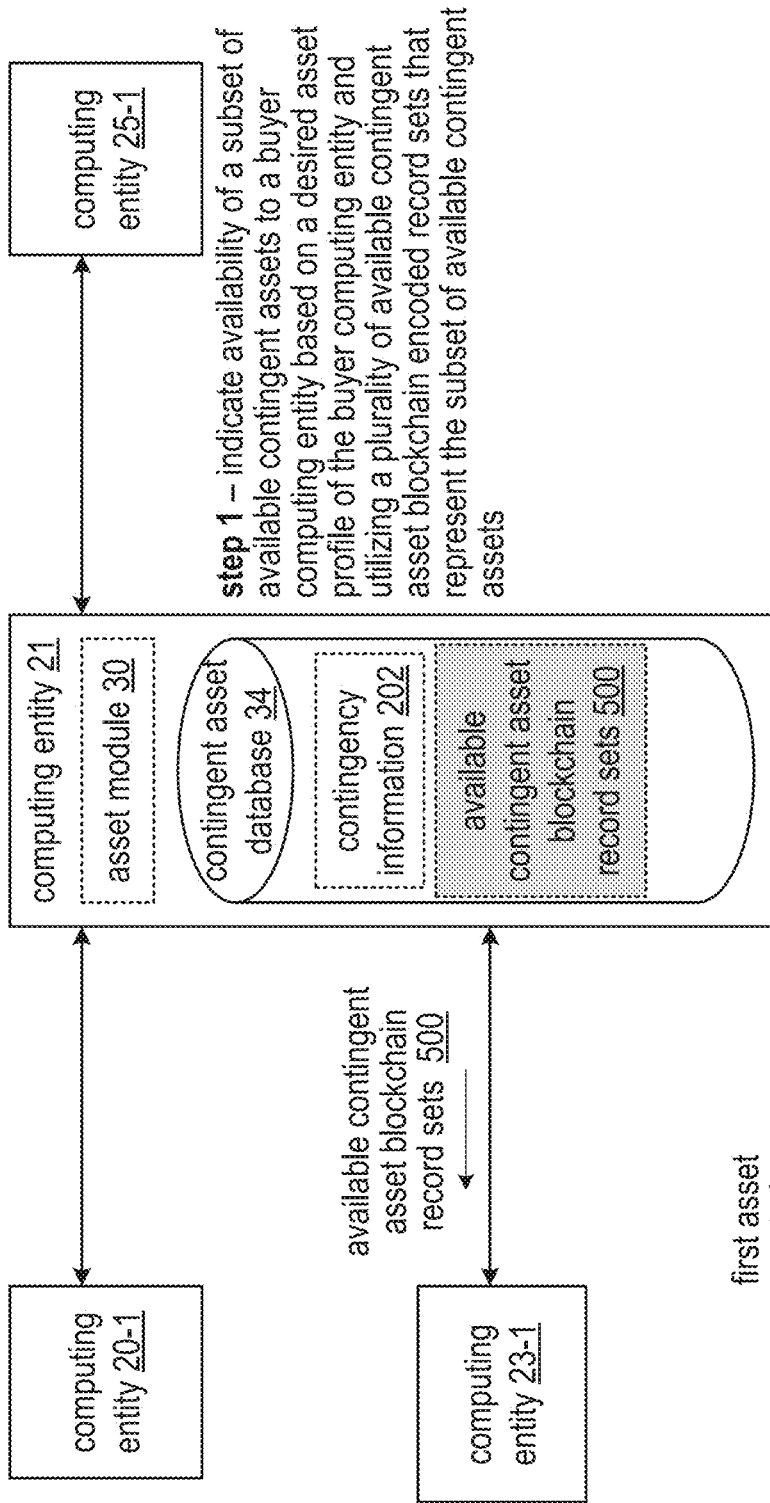 computing
entity 20-1
computing entity 21
asset module 30
contingent asset
database 34
contingency
information 202
available
contingent asset
blockchain
record sets 500
computing
entity 25-1
step 1 – indicate availability of a subset of
available contingent assets to a buyer
computing entity based on a desired asset
profile of the buyer computing entity and
utilizing a plurality of available contingent
asset blockchain encoded record sets that
represent the subset of available contingent
assets
available contingent
asset blockchain
record sets 500
computing
entity 23-1
first asset